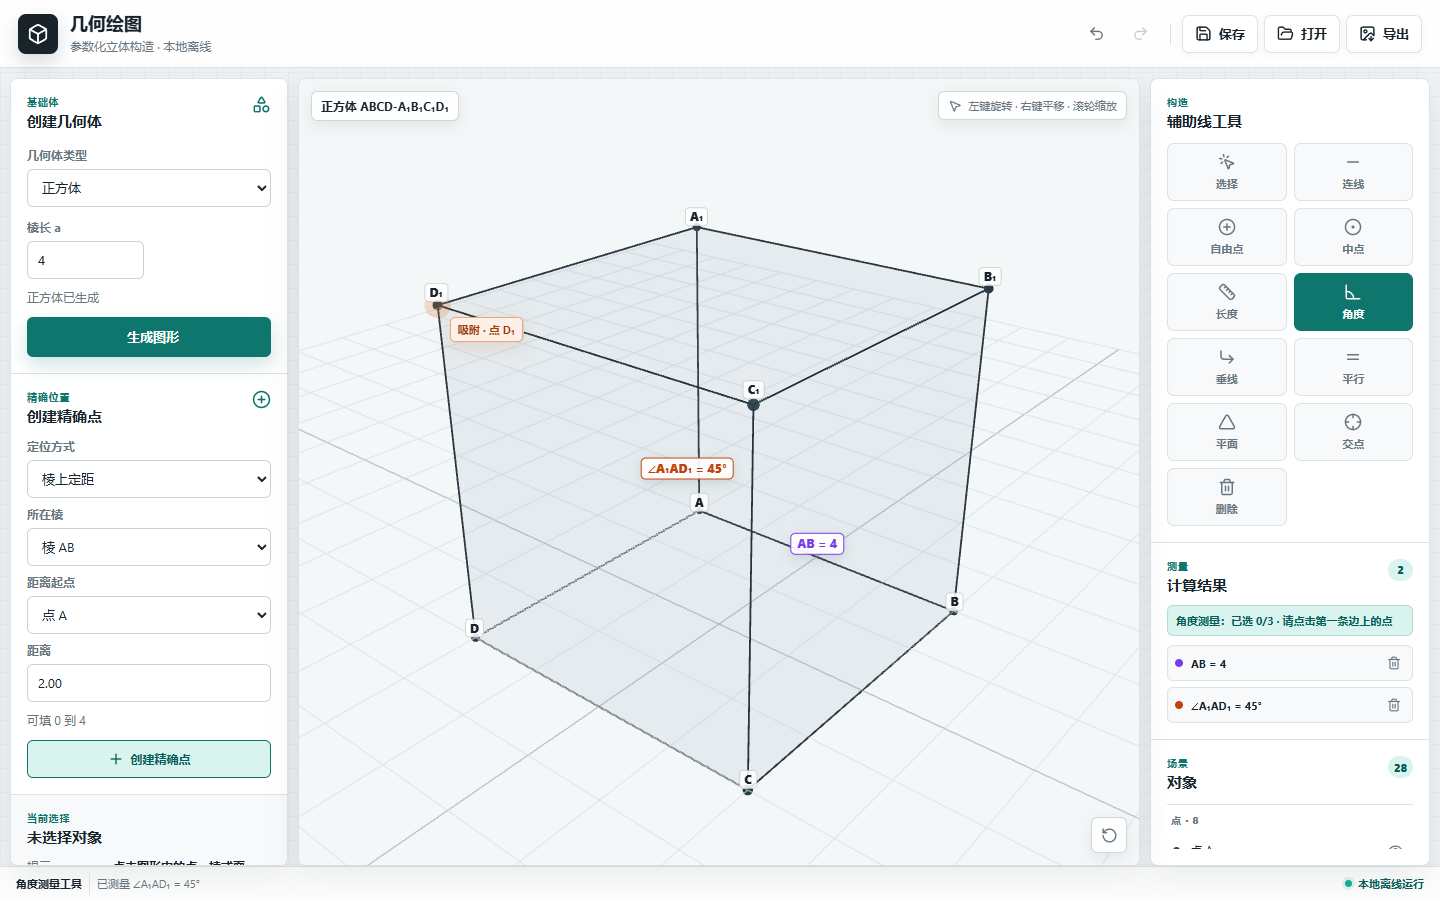 几何绘图
参数化立体构造 · 本地离线
保存
打开
导出
基础体
创建几何体
几何体类型
正方体
棱长 a
4
正方体已生成
生成图形
精确位置
创建精确点
定位方式
棱上定距
所在棱
棱 AB
距离起点
点 A
距离
2.00
可填 0 到 4
创建精确点
当前选择
未选择对象
正方体 ABCD-A₁B₁C₁D₁
左键旋转 · 右键平移 · 滚轮缩放
A₁
B₁
D₁
吸附 · 点 D₁
C₁
∠A₁AD₁ = 45°
A
AB = 4
B
D
C
构造
辅助线工具
选择
连线
自由点
中点
长度
角度
垂线
平行
平面
交点
删除
测量
计算结果
2
角度测量：已选 0/3 · 请点击第一条边上的点
AB = 4
∠A₁AD₁ = 45°
场景
对象
28
点 · 8
角度测量工具
已测量 ∠A₁AD₁ = 45°
本地离线运行